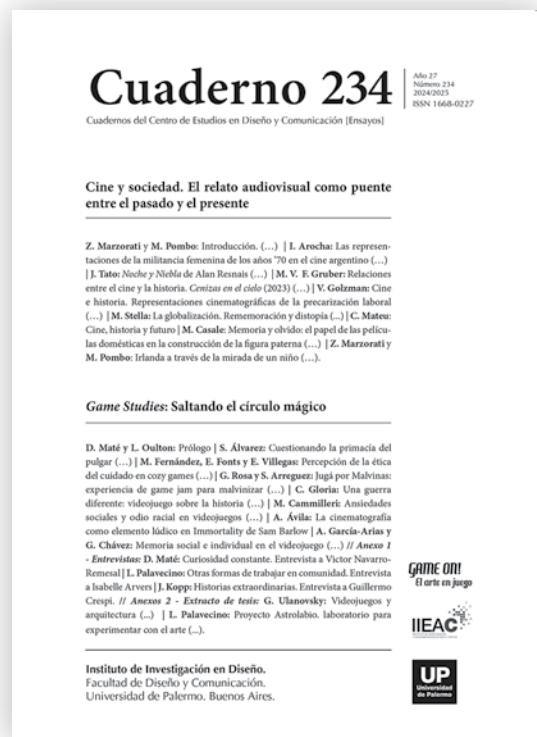 Cuaderno 234
Año 27
Número 234
2024/2025
ISSN 1668-0227
Cuadernos del Centro de Estudios en Diseño y Comunicación [Ensayos]
Cine y sociedad. El relato audiovisual como puente
entre el pasado y el presente
Z. Marzorati y M. Pombo: Introducción. (…) | I. Arocha: Las represen-
taciones de la militancia femenina de los años ’70 en el cine argentino (…)
| J. Tato: Noche y Niebla de Alan Resnais (…) | M. V. F. Gruber: Relaciones
entre el cine y la historia. Cenizas en el cielo (2023) (…) | V. Golzman: Cine
e historia. Representaciones cinematográficas de la precarización laboral
(…) | M. Stella: La globalización. Rememoración y distopía (...) | C. Mateu:
Cine, historia y futuro | M. Casale: Memoria y olvido: el papel de las pelícu-
las domésticas en la construcción de la figura paterna (…) | Z. Marzorati y
M. Pombo: Irlanda a través de la mirada de un niño (…).
Game Studies: Saltando el círculo mágico
D. Maté y L. Oulton: Prólogo | S. Álvarez: Cuestionando la primacía del
pulgar (…) | M. Fernández, E. Fonts y E. Villegas: Percepción de la ética
del cuidado en cozy games (…) | G. Rosa y S. Arreguez: Jugá por Malvinas:
experiencia de game jam para malvinizar (…) | C. Gloria: Una guerra
diferente: videojuego sobre la historia (…) | M. Cammilleri: Ansiedades
sociales y odio racial en videojuegos (…) | A. Ávila: La cinematografía
como elemento lúdico en Immortality de Sam Barlow | A. García-Arias y
G. Chávez: Memoria social e individual en el videojuego (…) // Anexo 1
- Entrevistas: D. Maté: Curiosidad constante. Entrevista a Victor Navarro-
Remesal | L. Palavecino: Otras formas de trabajar en comunidad. Entrevista
a Isabelle Arvers | J. Kopp: Historias extraordinarias. Entrevista a Guillermo
Crespi. // Anexos 2 - Extracto de tesis: G. Ulanovsky: Videojuegos y
arquitectura (...) | L. Palavecino: Proyecto Astrolabio. laboratorio para
experimentar con el arte (...).
GAME ON!
El arte en juego
IIEAC
Instituto de Investigación en Diseño.
Facultad de Diseño y Comunicación.
Universidad de Palermo. Buenos Aires.
UP
Universidad
de Palermo